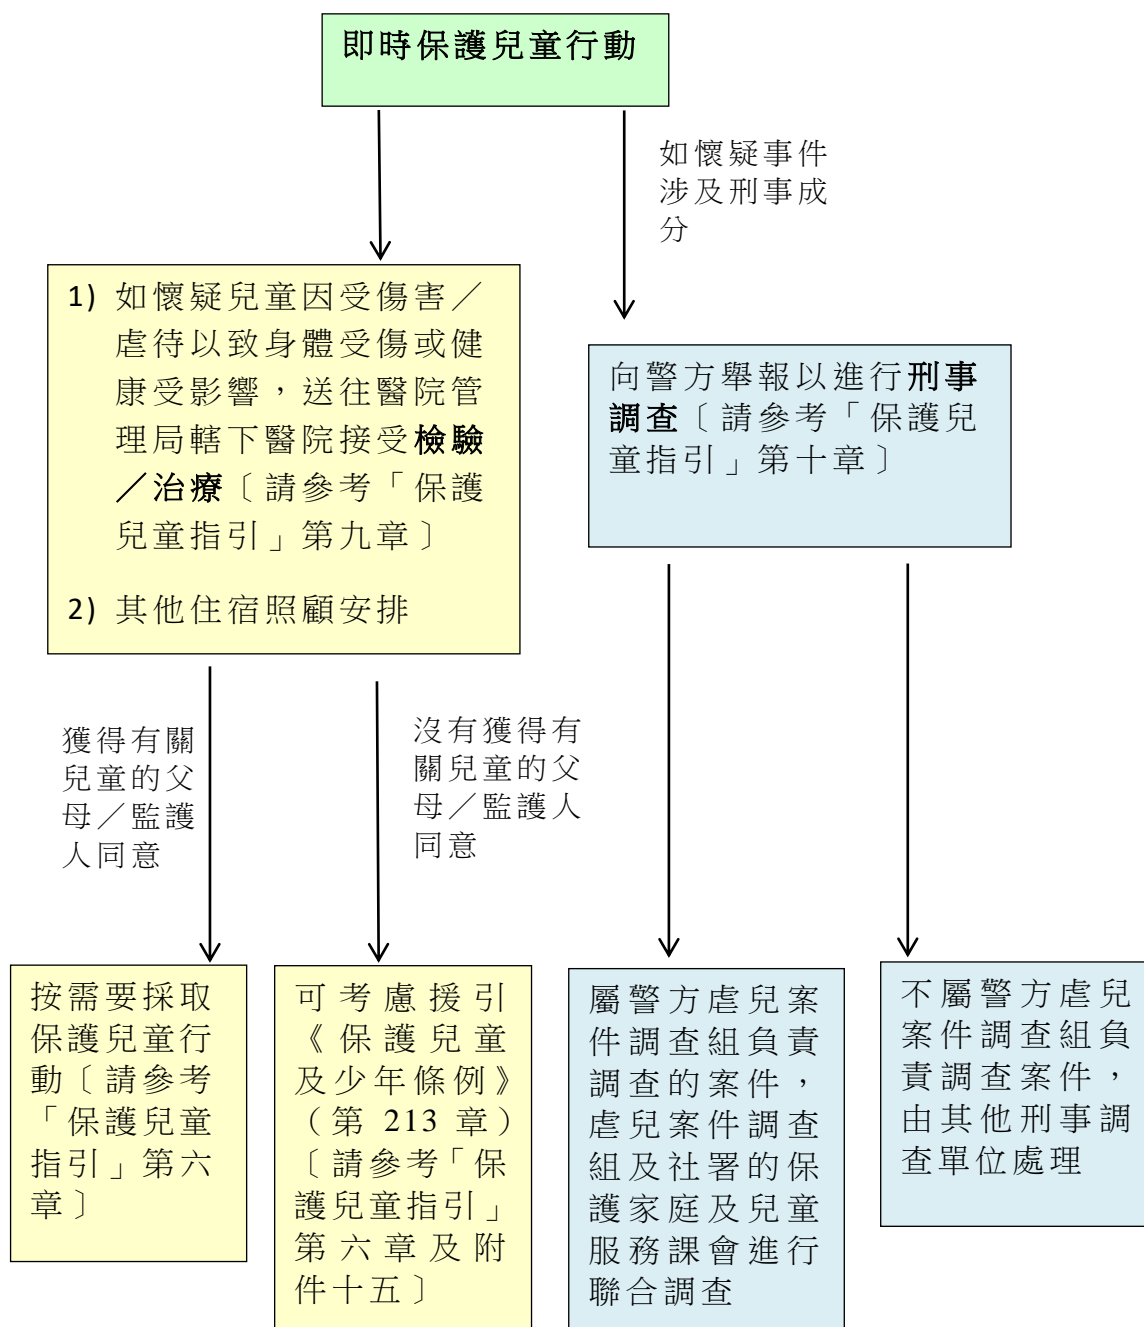 即時保護兒童行動
如懷疑事件
涉及刑事成
分
1) 如懷疑兒童因受傷害／
虐待以致身體受傷或健
康受影響，送往醫院管
理局轄下醫院接受檢驗
／治療〔請參考「保護
兒童指引」第九章〕
2) 其他住宿照顧安排
向警方舉報以進行刑事
調查〔請參考「保護兒
童指引」第十章〕
獲得有關
兒童的父
母／監護
人同意
沒有獲得有
關兒童的父
母／監護人
同意
按需要採取
保護兒童行
動〔請參考
「保護兒童
指引」第六
章〕
可考慮援引
《保護兒童
及少年條例》
（第 213 章）
〔請參考「保
護兒童指引」
第六章及附
件十五〕
屬警方虐兒案
件調查組負責
調查的案件，
虐兒案件調查
組及社署的保
護家庭及兒童
服務課會進行
聯合調查
不屬警方虐兒
案件調查組負
責調查案件，
由其他刑事調
查單位處理